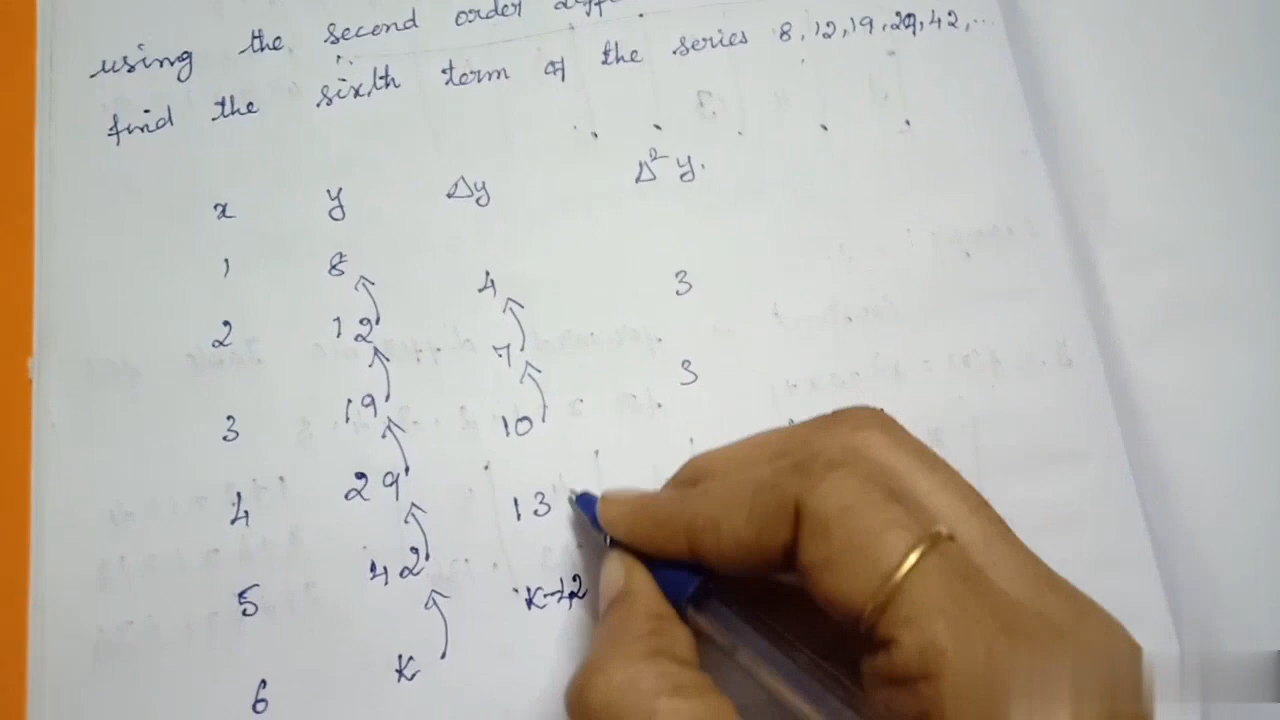 using the second order
find the sixth term of the series 8, 12, 19, 29, 42, ...
x y Δy Δ² y.
1 8 4 3
2 12 7 3
3 19 10
4 29 13
5 42 K-42
6 K